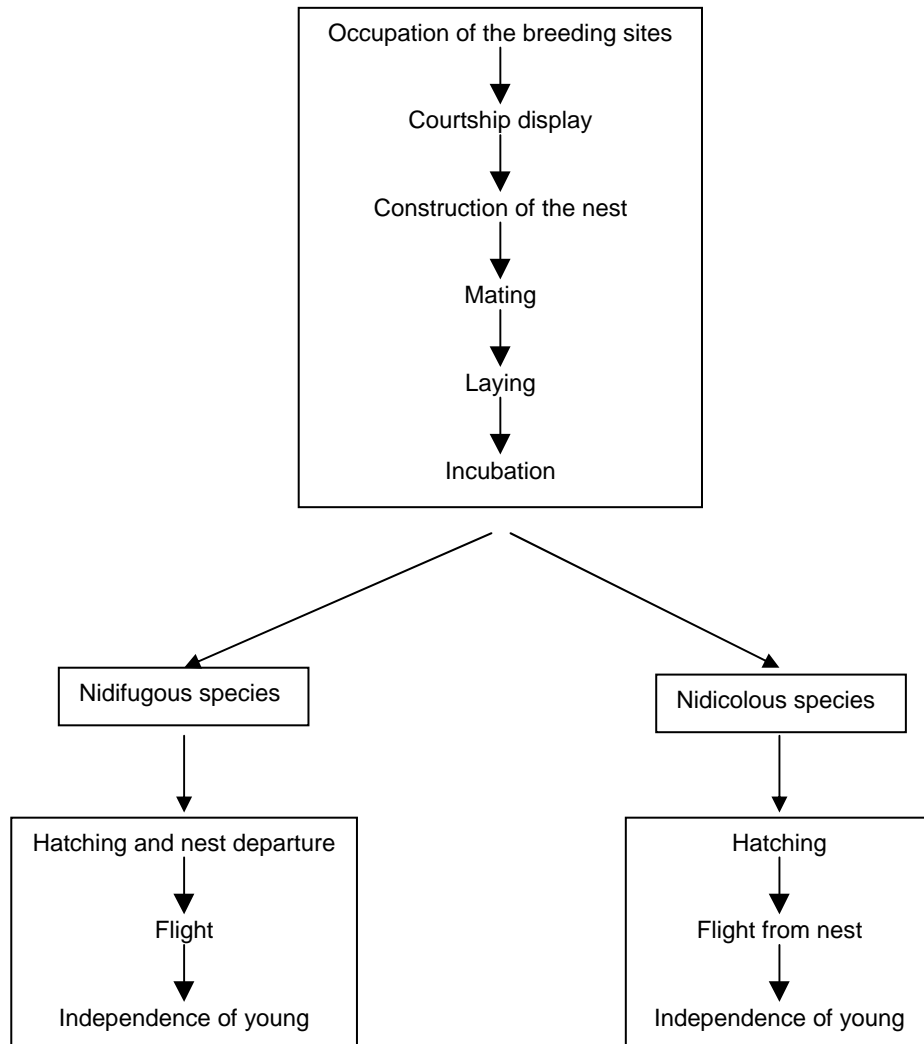 Occupation of the breeding sites
Courtship display
Construction of the nest
Mating
Laying
Incubation
Nidifugous species
Hatching and nest departure
Flight
Independence of young
Nidicolous species
Hatching
Flight from nest
Independence of young